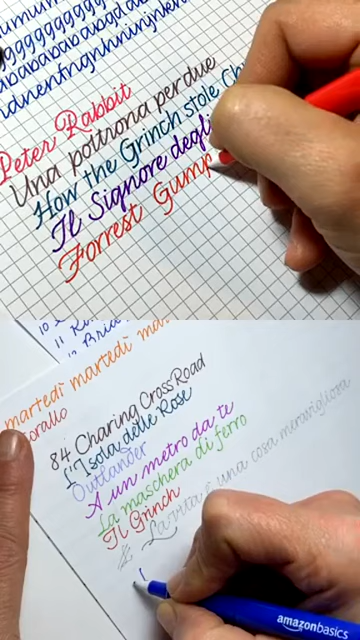 Peter Rabbit
Una poltrona per due
How the Grinch stole
Il Signore degli
Forrest Gump
martedì martedì
corallo
84 Charing Cross Road
L'Isola delle Rose
Outlander
A un metro da te
La maschera di ferro
Il Grinch
La vita è una cosa meravigliosa
amazonbasics